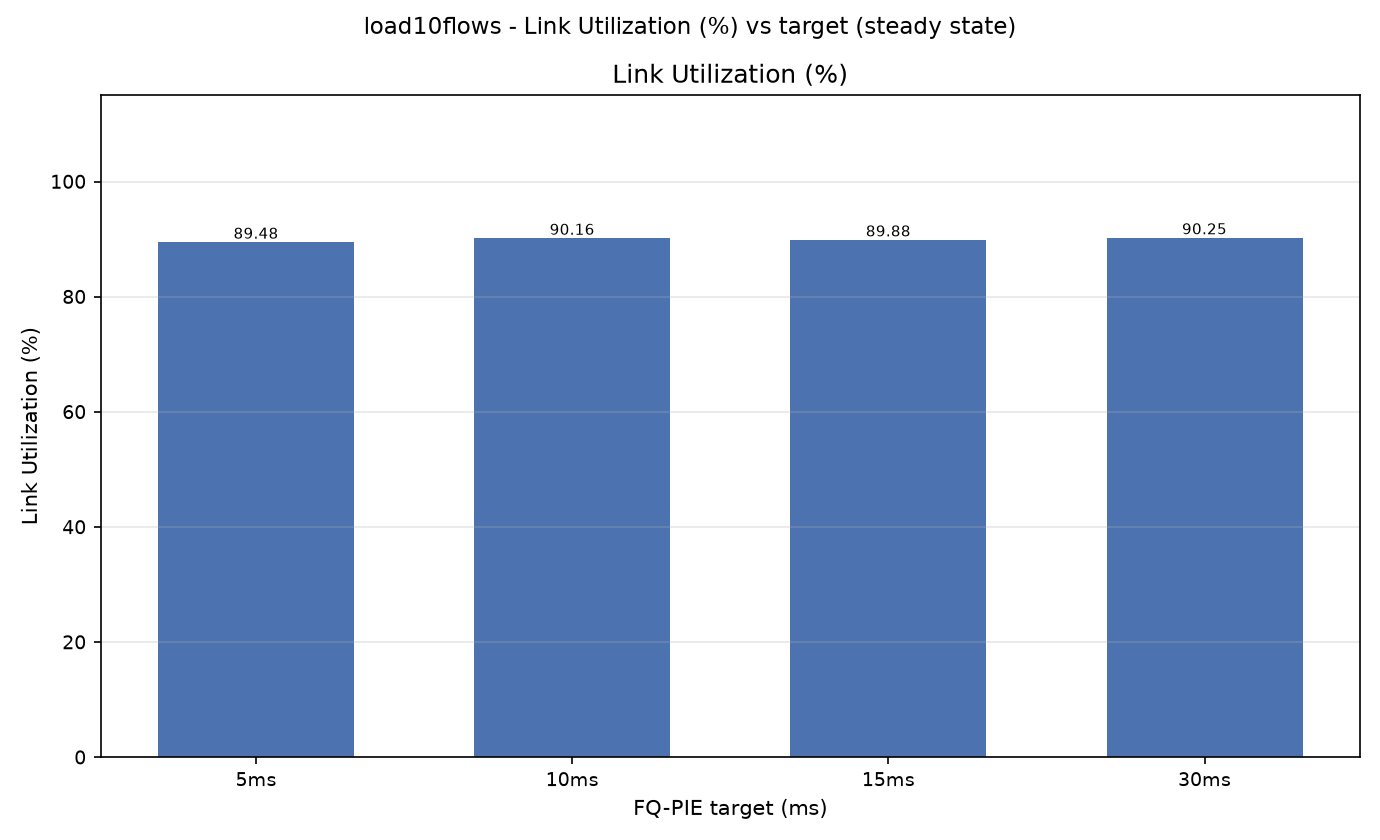 load10flows - Link Utilization (%) vs target (steady state)
Link Utilization (%)
Link Utilization (%)
100
80
60
40
20
0
89.48
90.16
89.88
90.25
5ms
10ms
15ms
30ms
FQ-PIE target (ms)